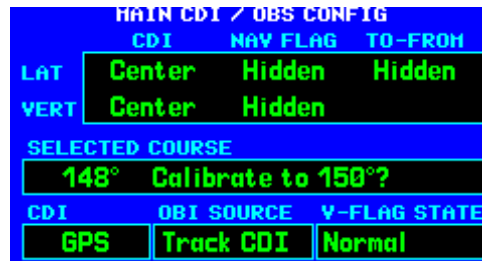 MAIN CDI / OBS CONFIG
CDI NAV FLAG TO-FROM
LAT Center Hidden Hidden
VERT Center Hidden
SELECTED COURSE
148° Calibrate to 150°?
CDI OBI SOURCE V-FLAG STATE
GPS Track CDI Normal